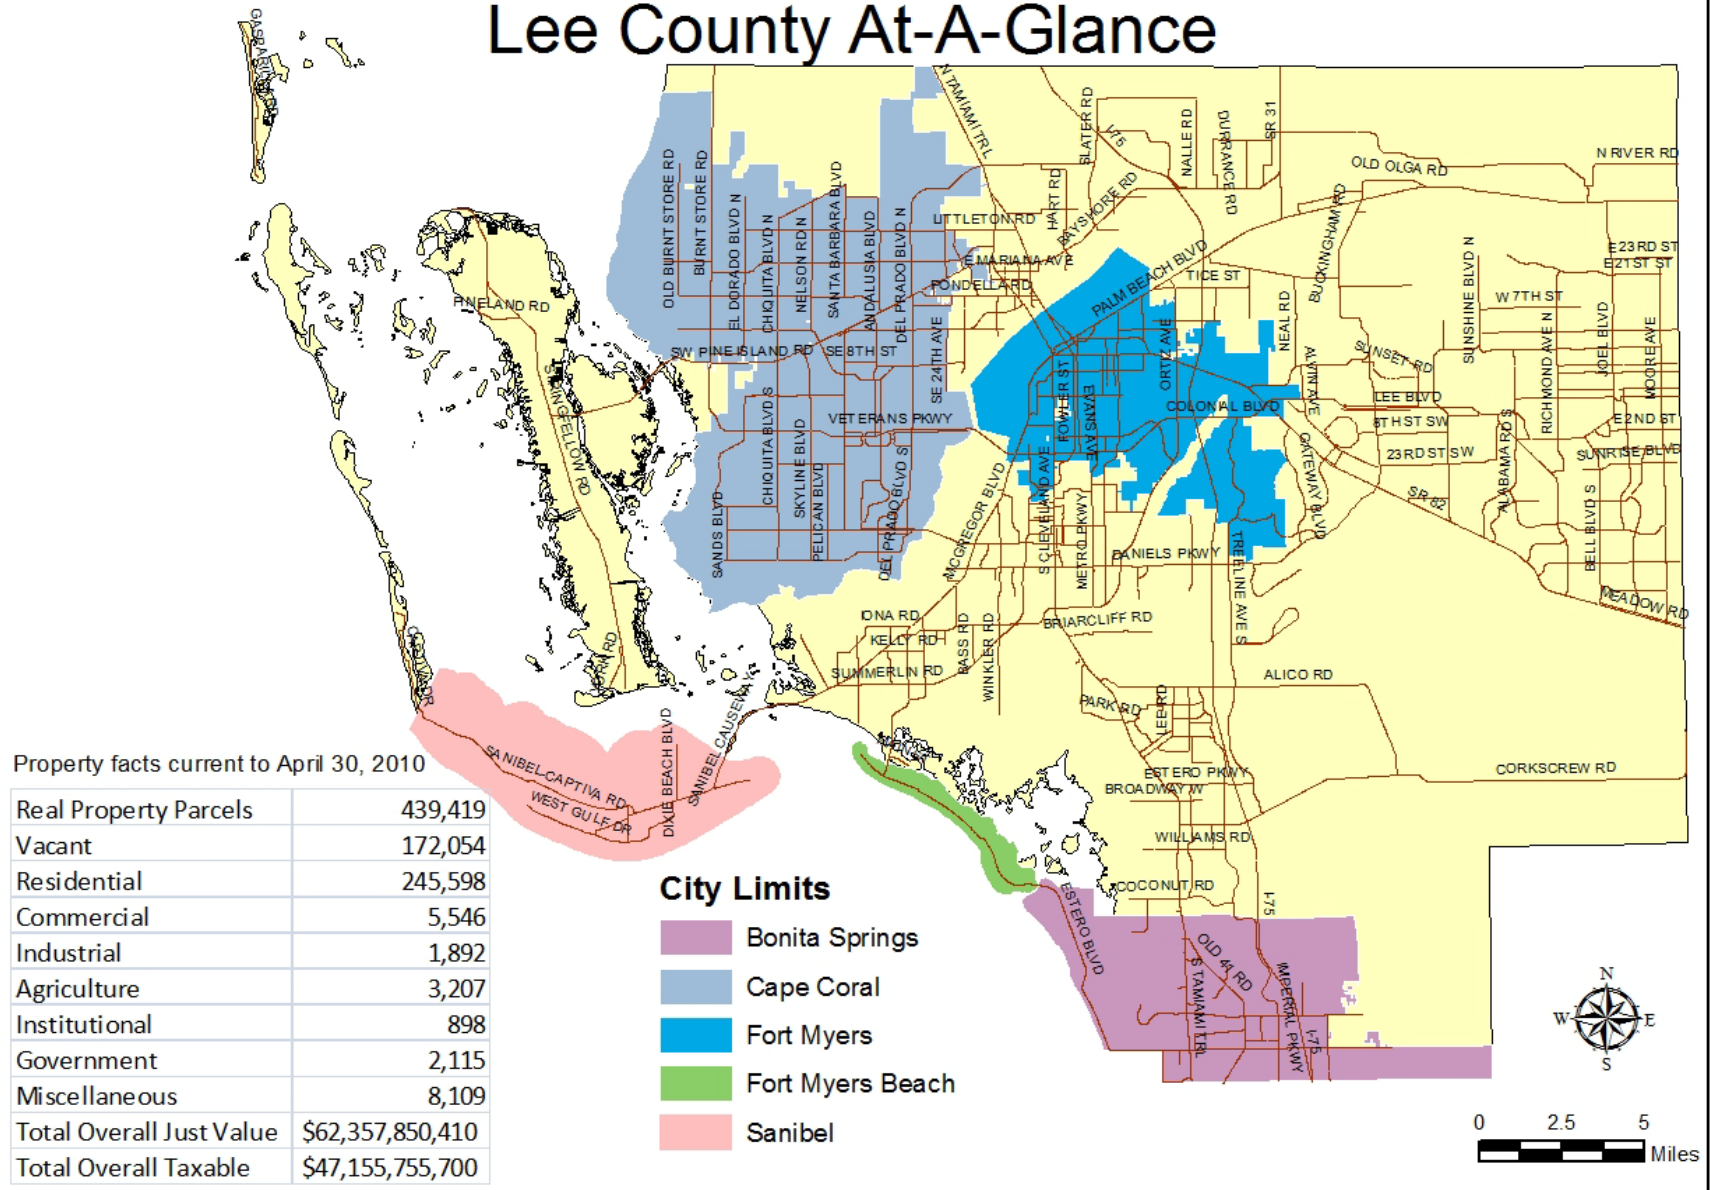 Lee County At-A-Glance
N TAMIAMI TRL
SLATER RD
I-75
NALLE RD
DURRANCE RD
SR 31
N RIVER RD
OLD OLGA RD
OLD BURNT STORE RD
BURNT STORE RD
EL DORADO BLVD N
CHIQUITA BLVD N
NELSON RD N
SANTA BARBARA BLVD
ANDALUSIA BLVD
DEL PRADO BLVD N
LITTLETON RD
HART RD
BAYSHORE RD
BUCKINGHAM RD
E MARIANA AVE
PONDELLA RD
PALM BEACH BLVD
TICE ST
SUNSHINE BLVD N
E 23RD ST
E 21ST ST
W 7TH ST
PINELAND RD
SW PINE ISLAND RD
SE 8TH ST
SE 24TH AVE
ORTIZ AVE
NEAL RD
ALVIN AVE
SUNSET RD
RICHMOND AVE N
JOEL BLVD
MOORE AVE
STRINGFELLOW RD
CHIQUITA BLVD S
SKYLINE BLVD
PELICAN BLVD
SANDS BLVD
VETERANS PKWY
DEL PRADO BLVD S
FOWLER ST
EVANS AVE
COLONIAL BLVD
LEE BLVD
8TH ST SW
23RD ST SW
E 2ND ST
SUNRISE BLVD
GATEWAY BLVD
SR 82
ALABAMA RD S
BELL BLVD S
MCGREGOR BLVD
S CLEVELAND AVE
METRO PKWY
DANIELS PKWY
TREELINE AVE S
MEADOW RD
IONA RD
KELLY RD
BASS RD
WINKLER RD
BRIARCLIFF RD
SUMMERLIN RD
ALICO RD
PARK RD
LEE RD
SANIBEL-CAPTIVA RD
WEST GULF DR
DIXIE BEACH BLVD
SANIBEL CAUSEWAY
ESTERO PKWY
BROADWAY W
CORKSCREW RD
WILLIAMS RD
COCONUT RD
I-75
ESTERO BLVD
OLD 41 RD
S TAMIAMI TRL
IMPERIAL PKWY
I-75
Property facts current to April 30, 2010
Real Property Parcels 439,419
Vacant 172,054
Residential 245,598
Commercial 5,546
Industrial 1,892
Agriculture 3,207
Institutional 898
Government 2,115
Miscellaneous 8,109
Total Overall Just Value $62,357,850,410
Total Overall Taxable $47,155,755,700
City Limits
Bonita Springs
Cape Coral
Fort Myers
Fort Myers Beach
Sanibel
N
W E
S
0 2.5 5
Miles